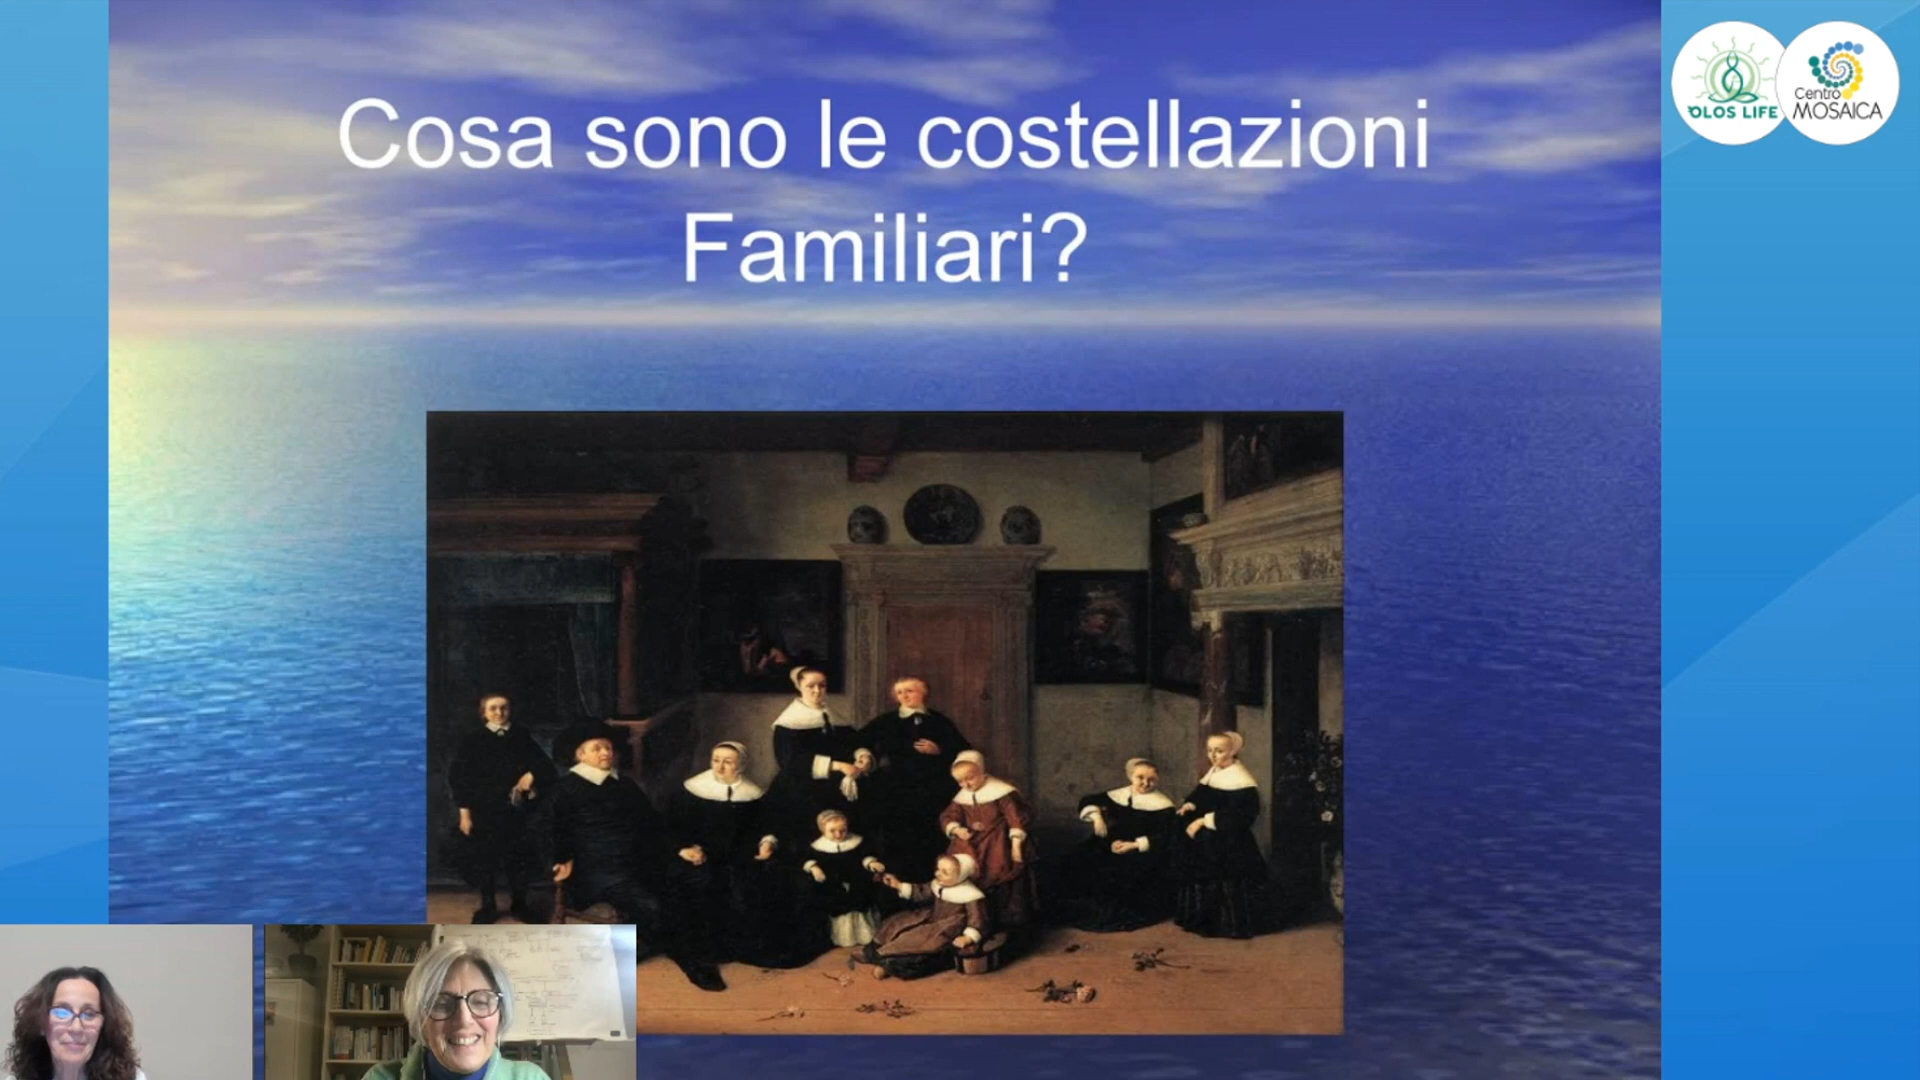 Cosa sono le costellazioni
Familiari?
OLOS LIFE
Centro
MOSAICA